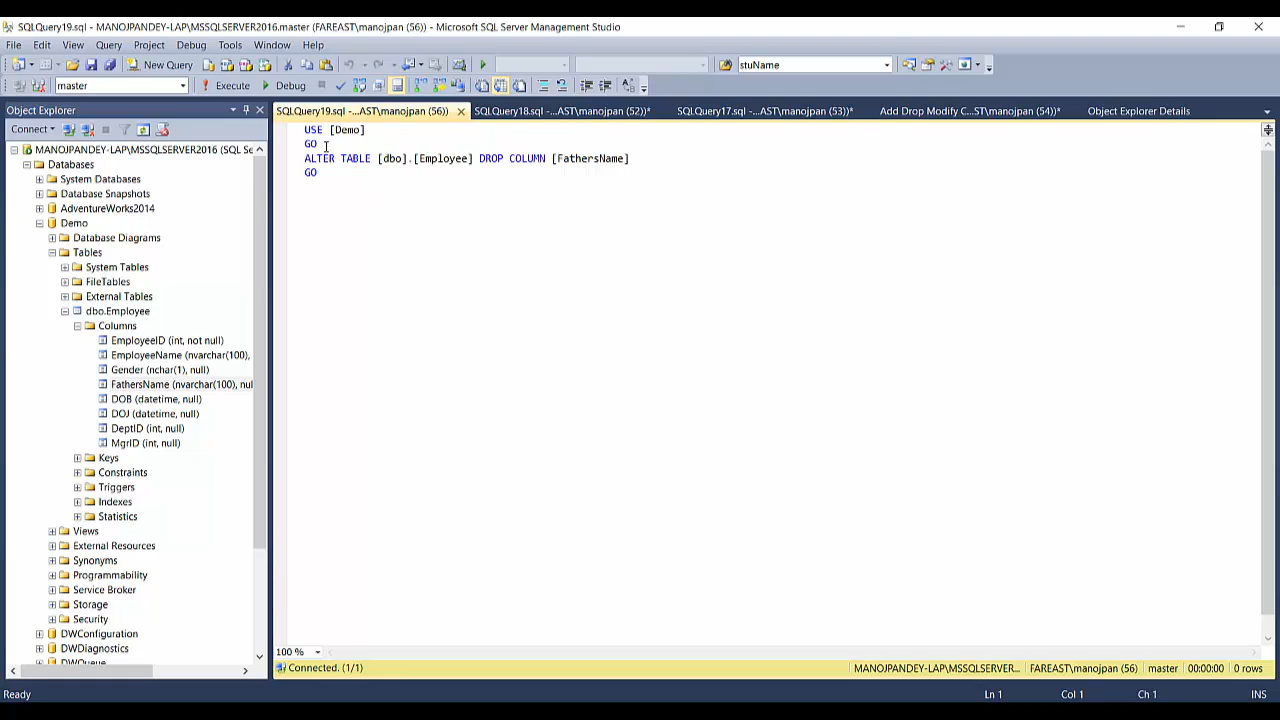 SQLQuery19.sql - MANOJPANDEY-LAP\MSSQLSERVER2016.master (FAREAST\manojpan (56)) - Microsoft SQL Server Management Studio
File Edit View Query Project Debug Tools Window Help
New Query stuName
master Execute Debug
Object Explorer
Connect
MANOJPANDEY-LAP\MSSQLSERVER2016 (SQL Se
Databases
System Databases
Database Snapshots
AdventureWorks2014
Demo
Database Diagrams
Tables
System Tables
FileTables
External Tables
dbo.Employee
Columns
EmployeeID (int, not null)
EmployeeName (nvarchar(100),
Gender (nchar(1), null)
FathersName (nvarchar(100), nul
DOB (datetime, null)
DOJ (datetime, null)
DeptID (int, null)
MgrID (int, null)
Keys
Constraints
Triggers
Indexes
Statistics
Views
External Resources
Synonyms
Programmability
Service Broker
Storage
Security
DWConfiguration
DWDiagnostics
DWQueue
SQLQuery19.sql -...AST\manojpan (56)) SQLQuery18.sql -...AST\manojpan (52))* SQLQuery17.sql -...AST\manojpan (53))* Add Drop Modify C...ST\manojpan (54))* Object Explorer Details
USE [Demo]
GO
ALTER TABLE [dbo].[Employee] DROP COLUMN [FathersName]
GO
100 %
Connected. (1/1) MANOJPANDEY-LAP\MSSQLSERVER... FAREAST\manojpan (56) master 00:00:00 0 rows
Ready Ln 1 Col 1 Ch 1 INS